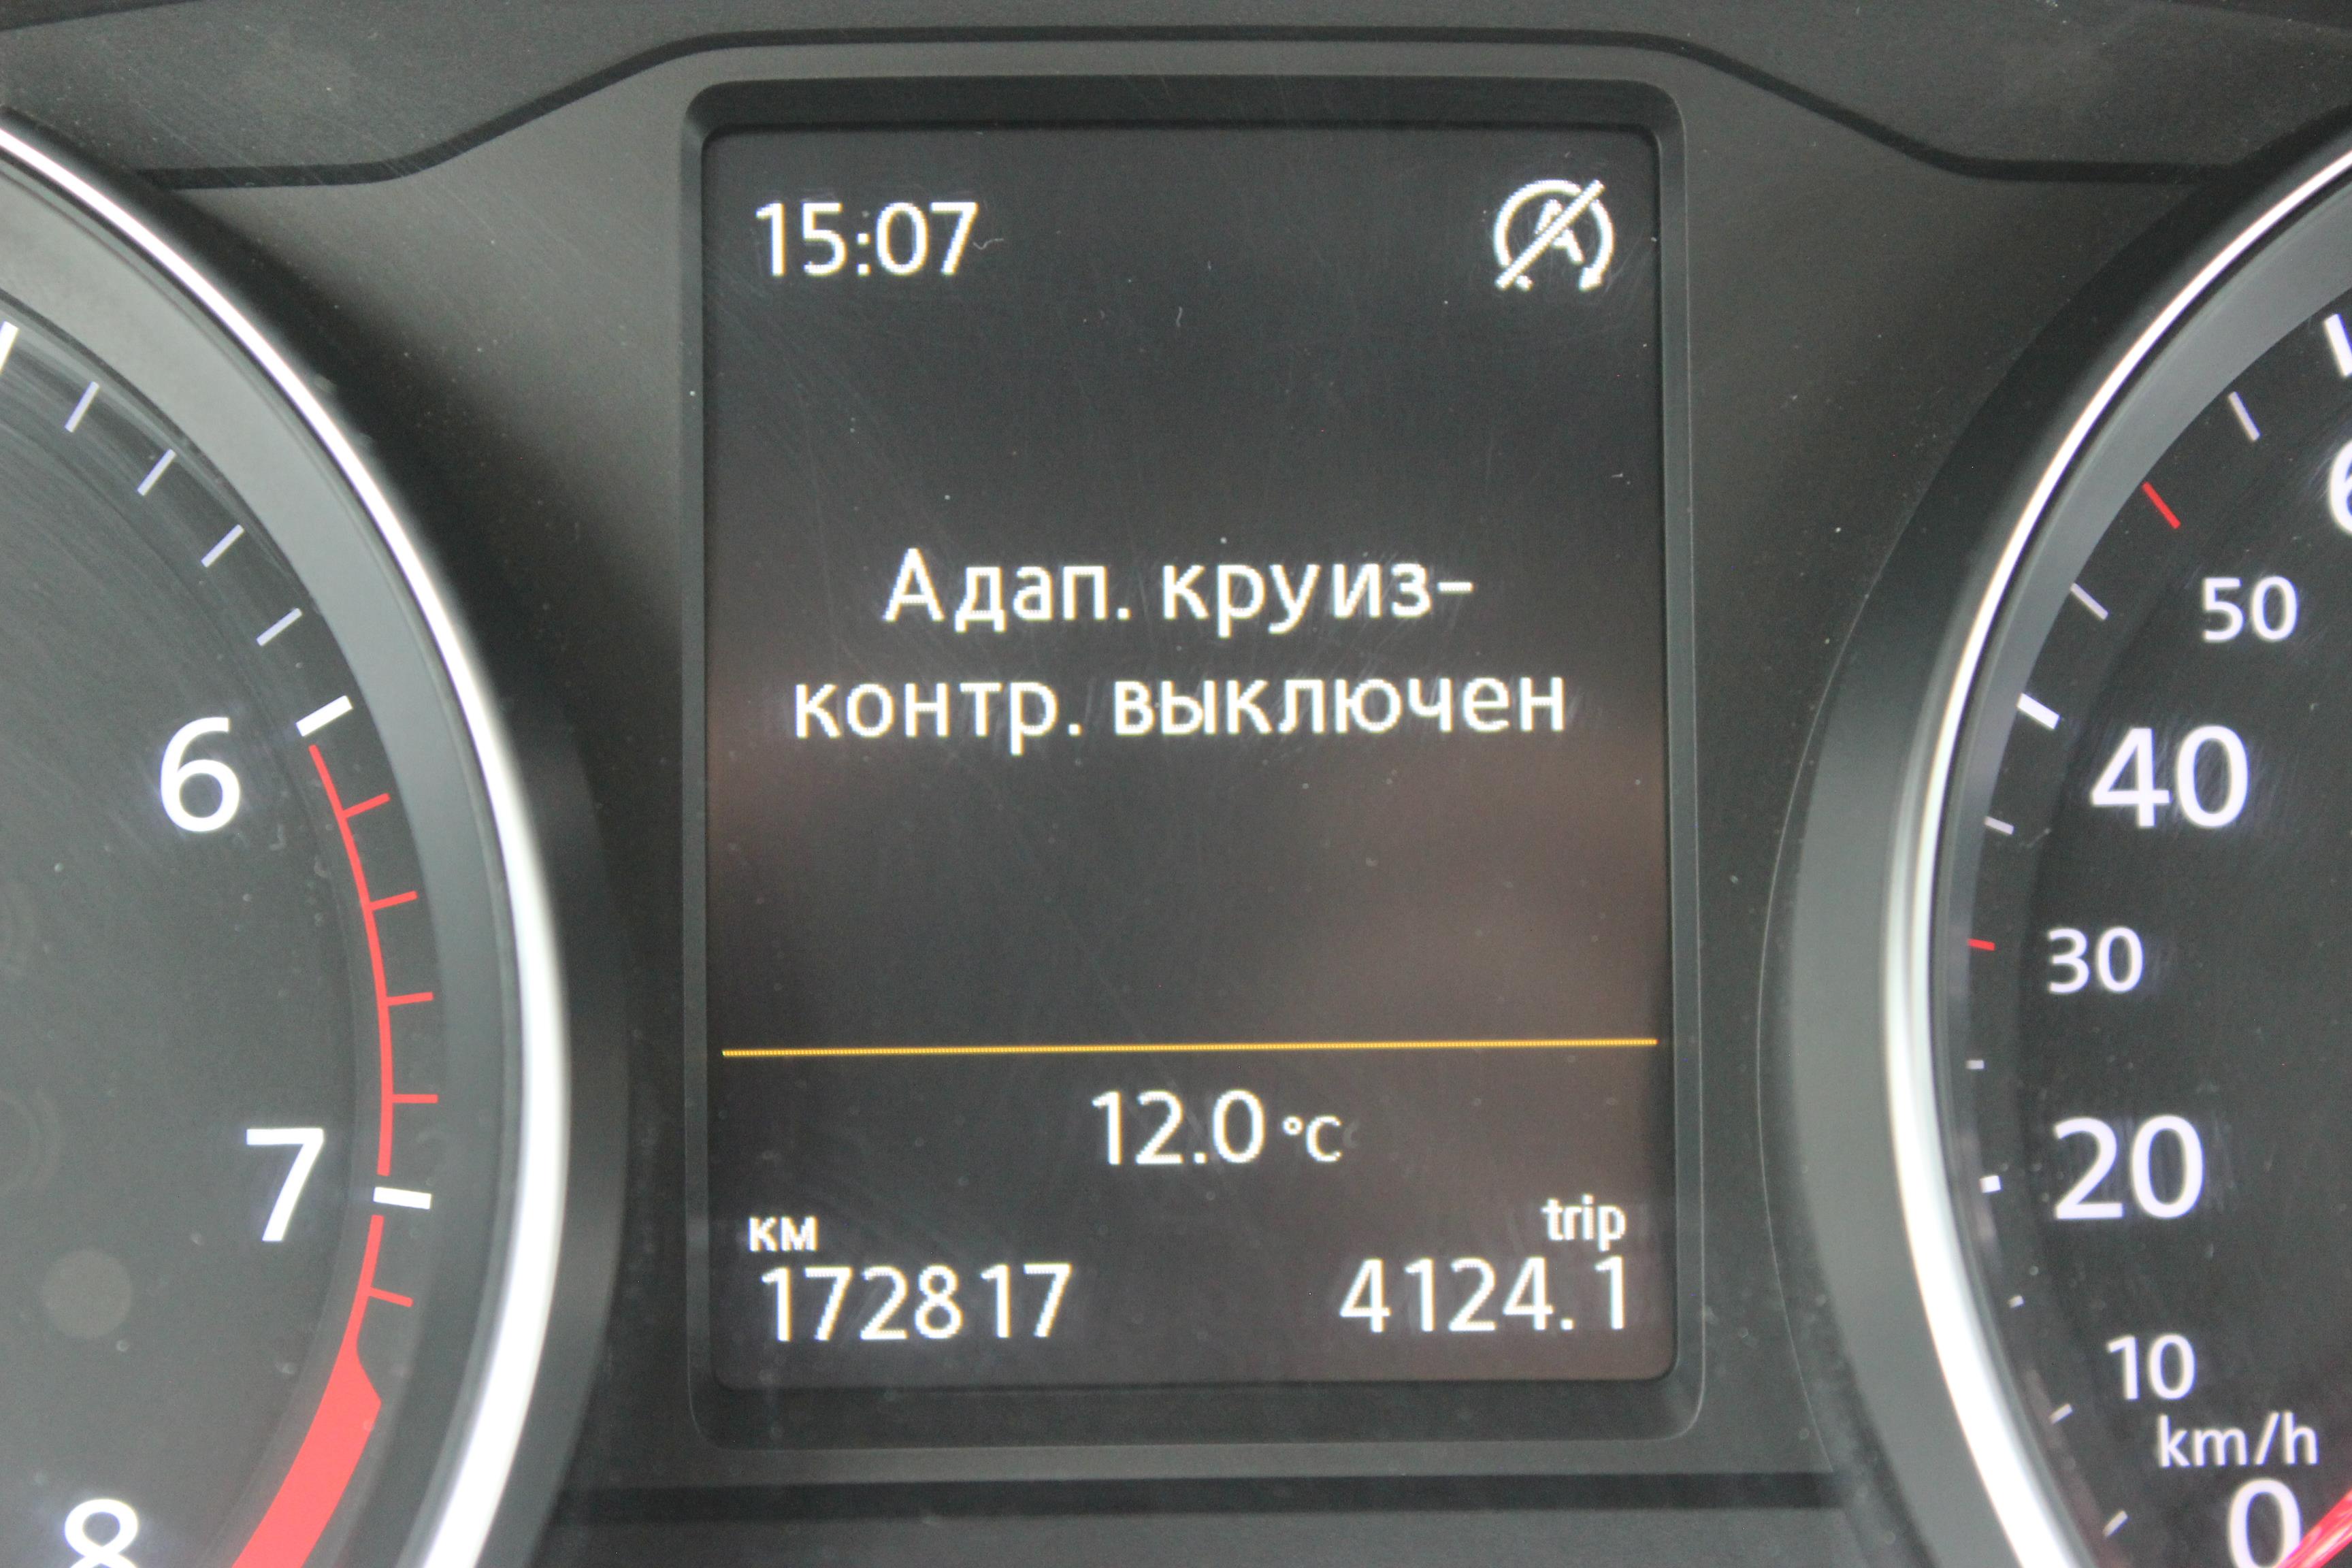 15:07
Адап. круиз-
контр. выключен
12.0 °C
км
trip
172817
4124.1
6
7
8
50
40
30
20
10
km/h
0